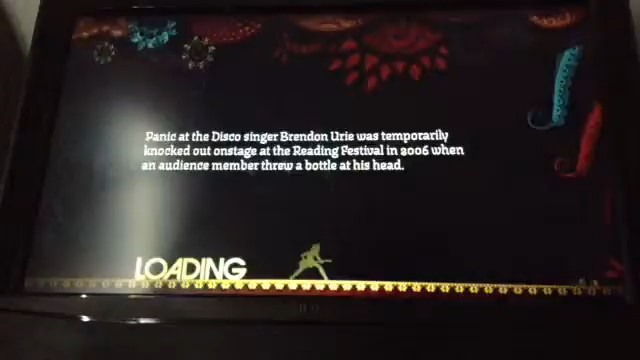 Panic at the Disco singer Brendon Urie was temporarily
knocked out onstage at the Reading Festival in 2006 when
an audience member threw a bottle at his head.
LOADING